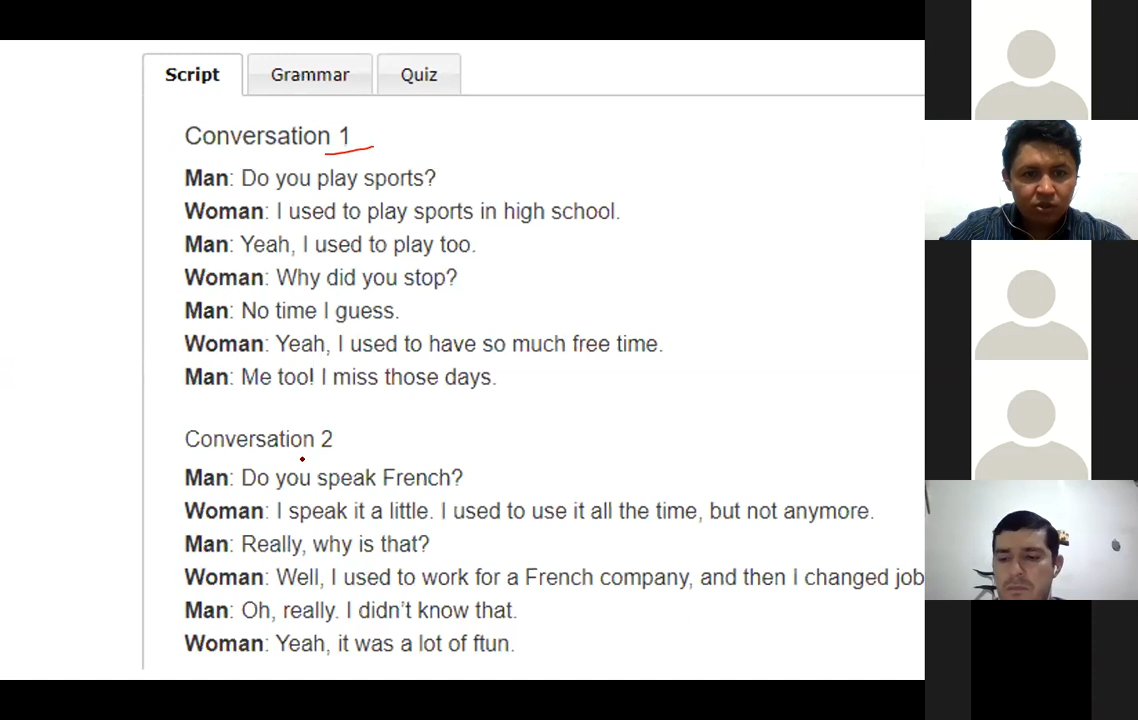 Script Grammar Quiz
Conversation 1
Man: Do you play sports?
Woman: I used to play sports in high school.
Man: Yeah, I used to play too.
Woman: Why did you stop?
Man: No time I guess.
Woman: Yeah, I used to have so much free time.
Man: Me too! I miss those days.
Conversation 2
Man: Do you speak French?
Woman: I speak it a little. I used to use it all the time, but not anymore.
Man: Really, why is that?
Woman: Well, I used to work for a French company, and then I changed job
Man: Oh, really. I didn’t know that.
Woman: Yeah, it was a lot of ftun.